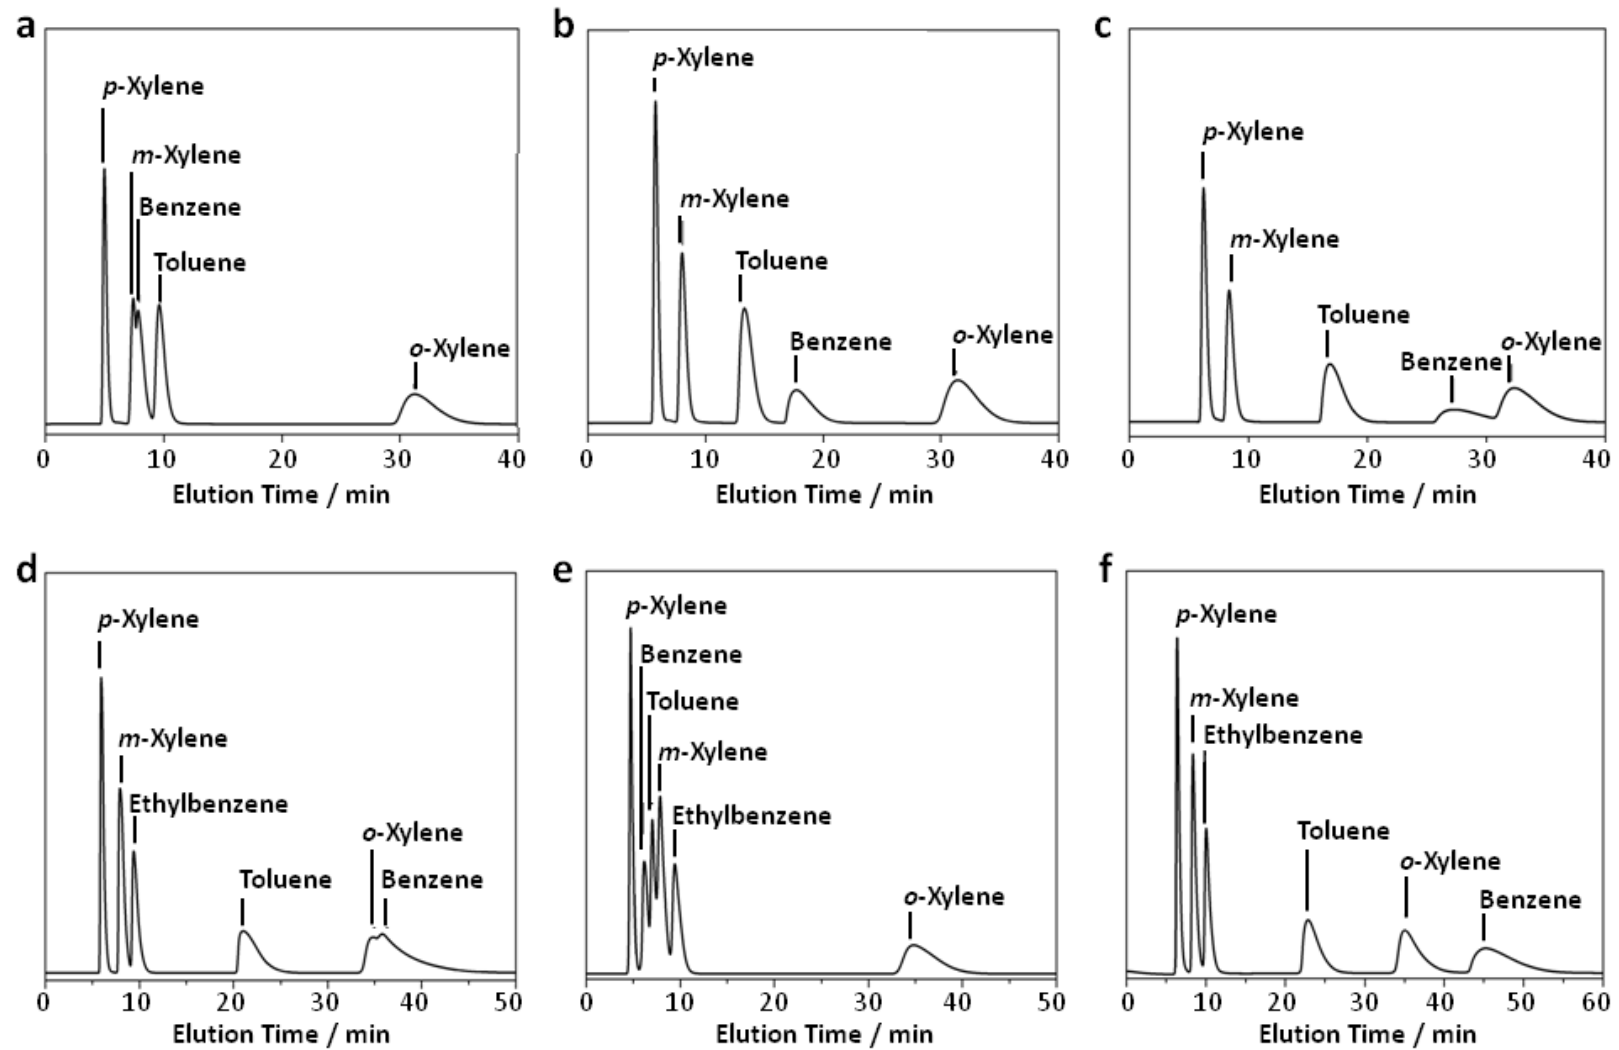 a
p-Xylene
m-Xylene
Benzene
Toluene
o-Xylene
0 10 20 30 40
Elution Time / min
b
p-Xylene
m-Xylene
Toluene
Benzene
o-Xylene
0 10 20 30 40
Elution Time / min
c
p-Xylene
m-Xylene
Toluene
Benzene
o-Xylene
0 10 20 30 40
Elution Time / min
d
p-Xylene
m-Xylene
Ethylbenzene
o-Xylene
Toluene
Benzene
0 10 20 30 40 50
Elution Time / min
e
p-Xylene
Benzene
Toluene
m-Xylene
Ethylbenzene
o-Xylene
0 10 20 30 40 50
Elution Time / min
f
p-Xylene
m-Xylene
Ethylbenzene
Toluene
o-Xylene
Benzene
0 10 20 30 40 50 60
Elution Time / min